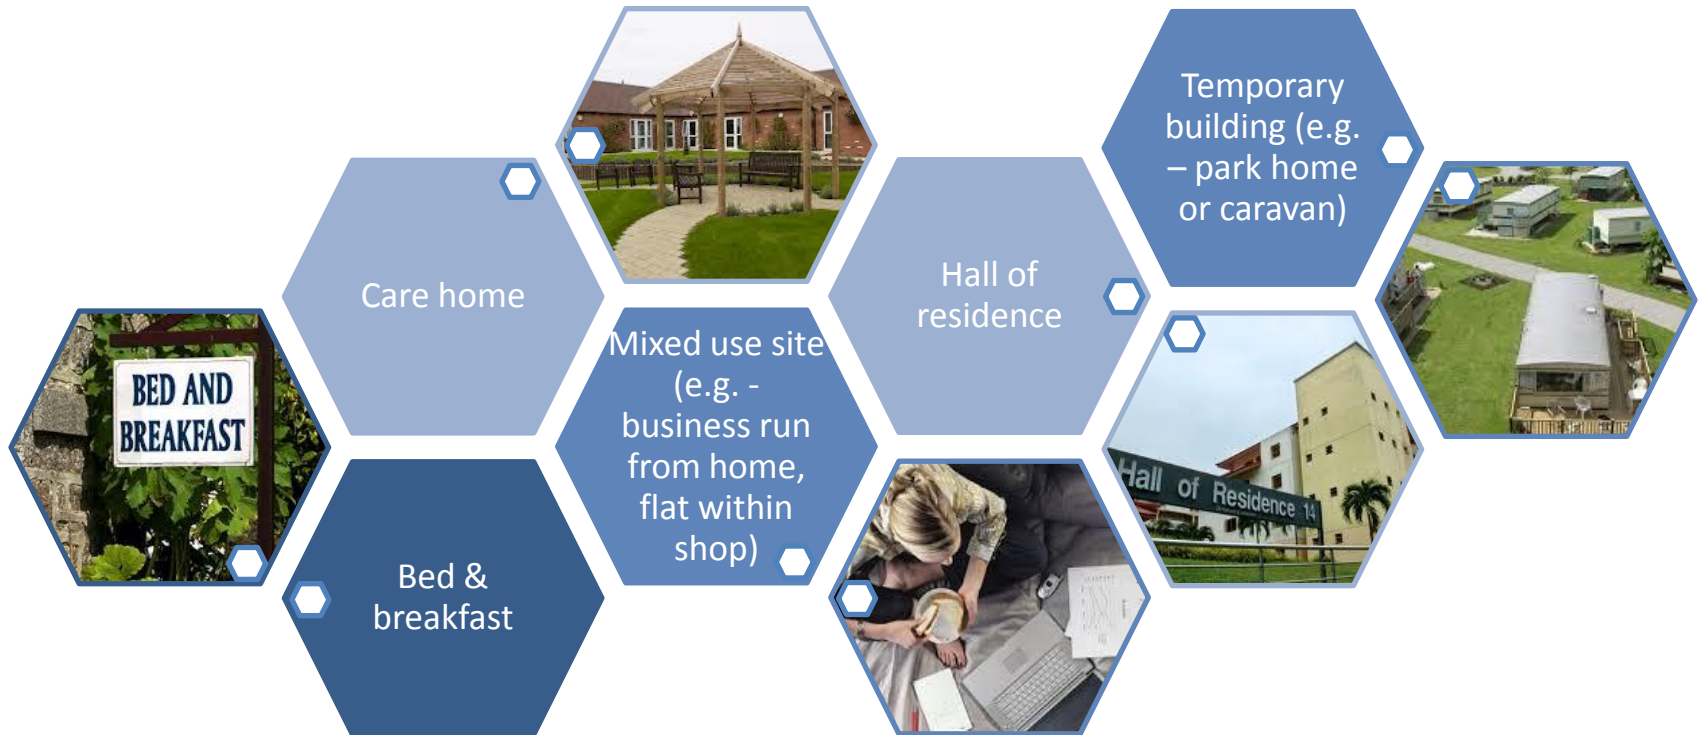 BED AND
BREAKFAST
Care home
Bed &
breakfast
Mixed use site
(e.g. -
business run
from home,
flat within
shop)
Hall of
residence
Temporary
building (e.g.
– park home
or caravan)
Hall of Residence 14